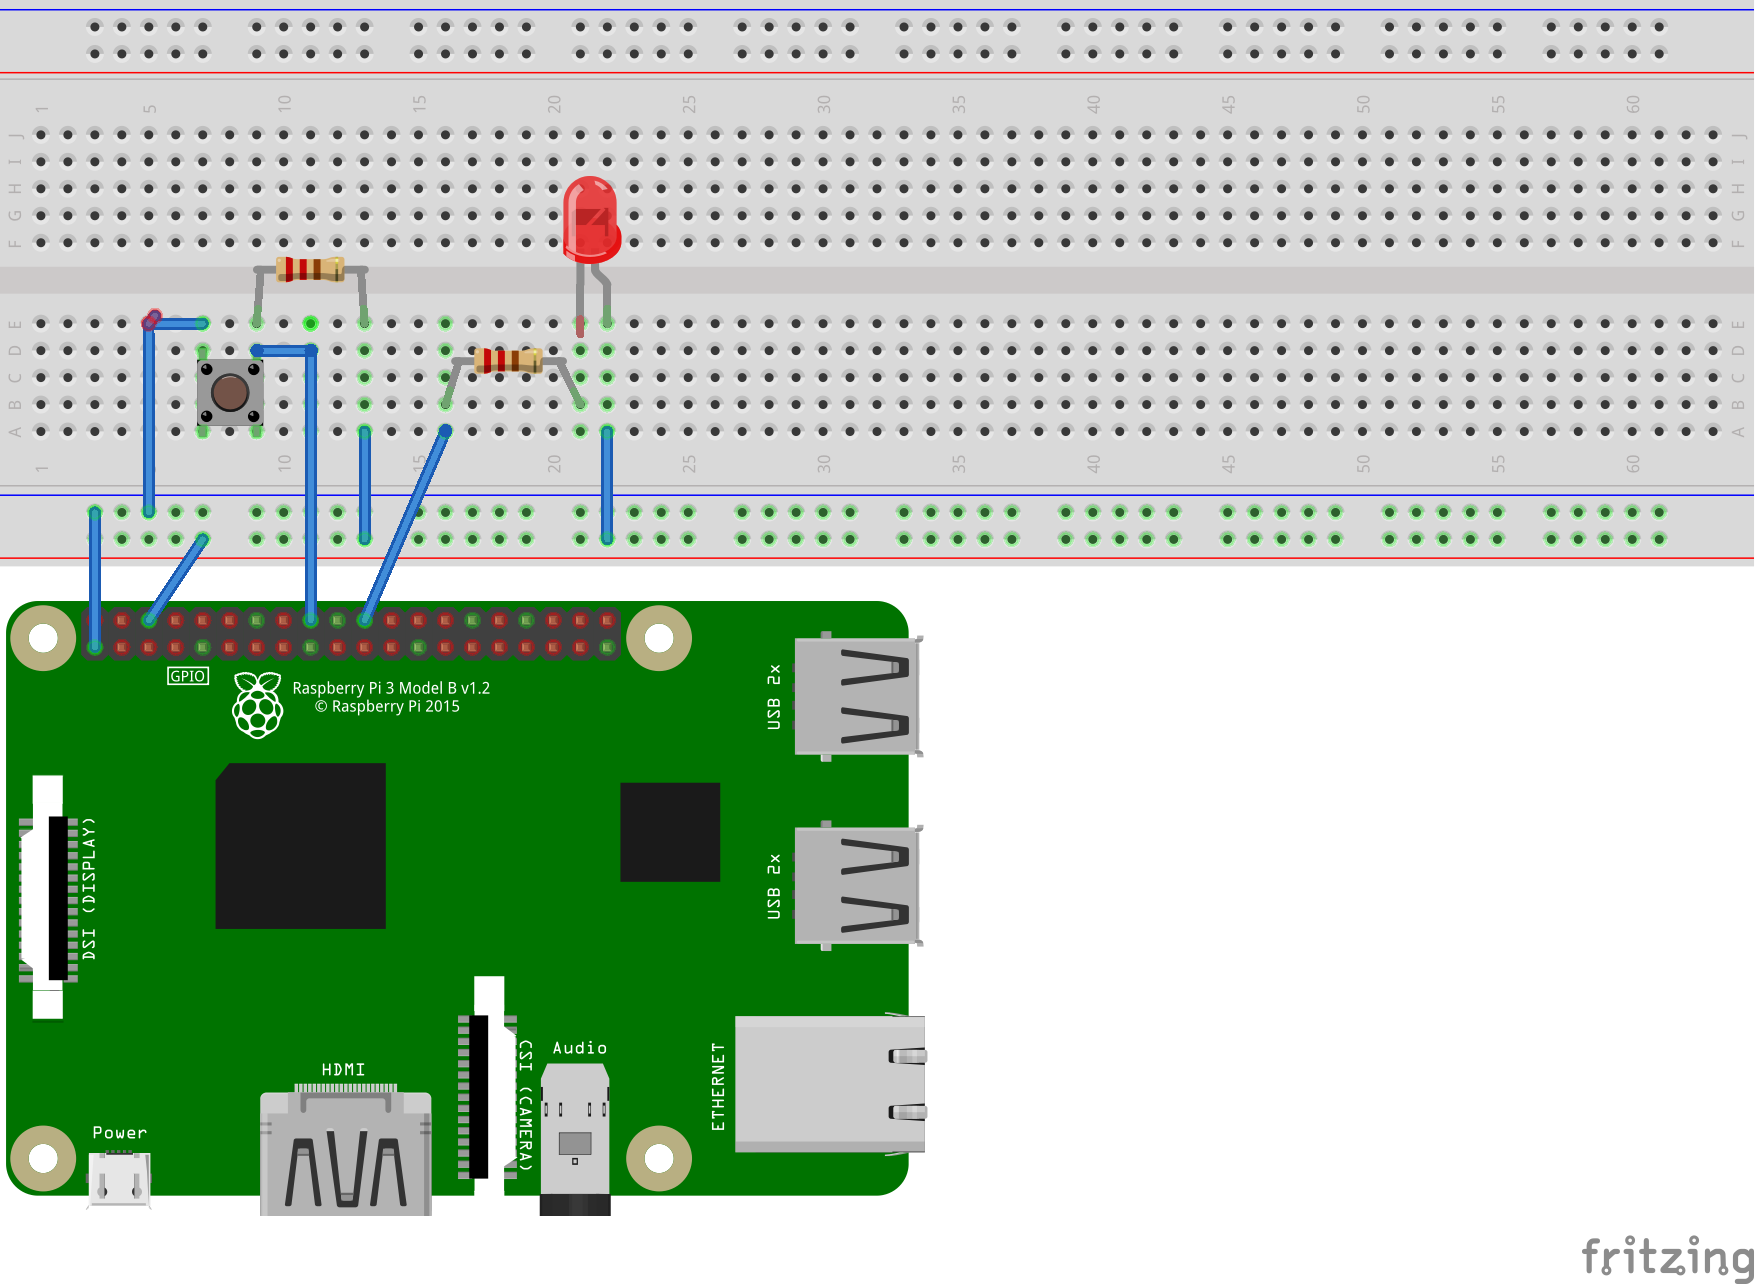 1 5 10 15 20 25 30 35 40 45 50 55 60
J J
I I
H H
G G
F F
E E
D D
C C
B B
A A
1 10 15 20 25 30 35 40 45 50 55 60
GPIO
Raspberry Pi 3 Model B v1.2
© Raspberry Pi 2015
USB 2x
USB 2x
DSI (DISPLAY)
CSI (CAMERA)
Audio
ETHERNET
HDMI
Power
fritzing